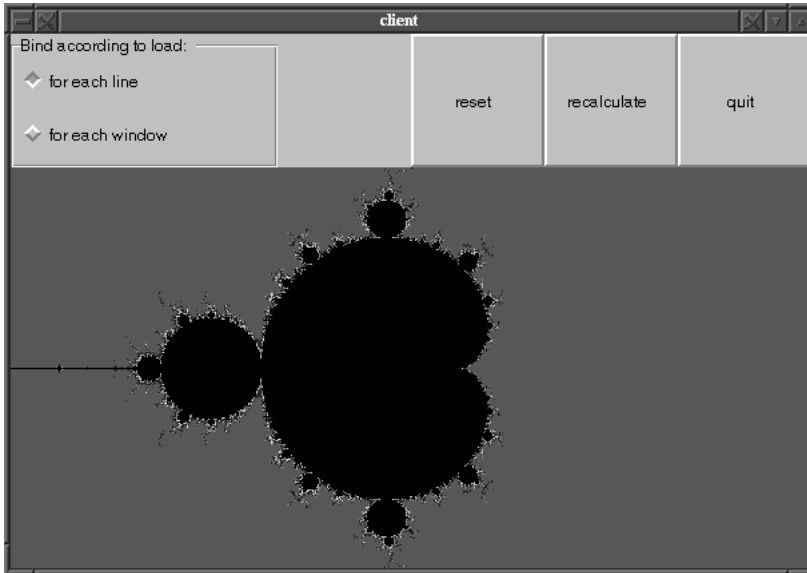 client
Bind according to load:
for each line
for each window
reset
recalculate
quit